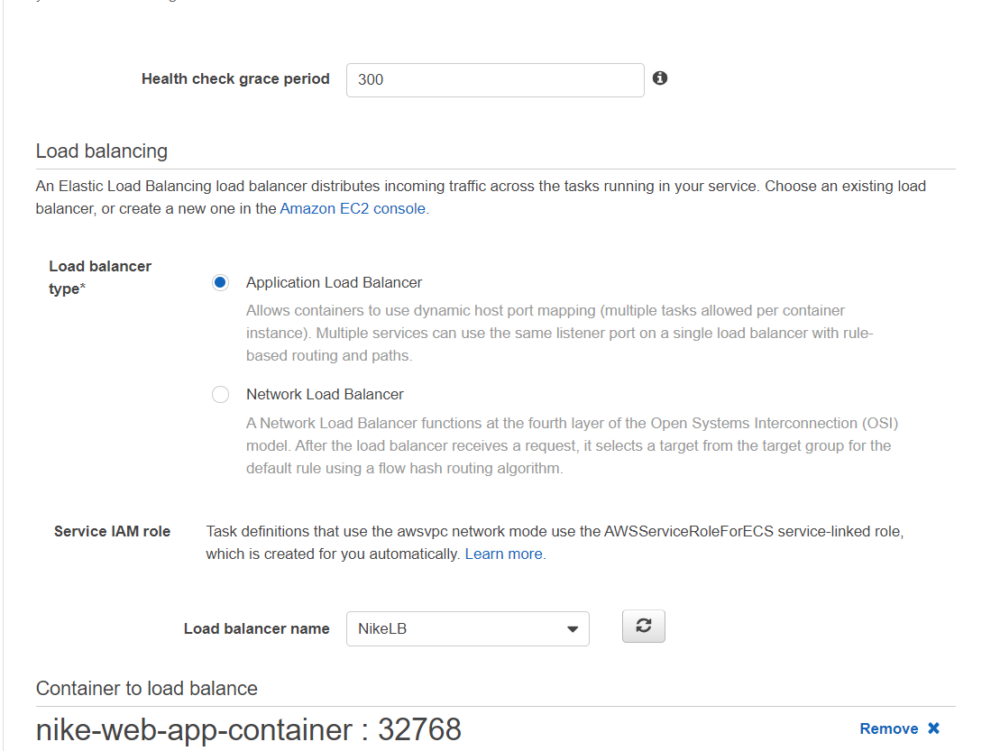 Health check grace period 300
Load balancing
An Elastic Load Balancing load balancer distributes incoming traffic across the tasks running in your service. Choose an existing load
balancer, or create a new one in the Amazon EC2 console.
Load balancer
type*
Application Load Balancer
Allows containers to use dynamic host port mapping (multiple tasks allowed per container
instance). Multiple services can use the same listener port on a single load balancer with rule-
based routing and paths.
Network Load Balancer
A Network Load Balancer functions at the fourth layer of the Open Systems Interconnection (OSI)
model. After the load balancer receives a request, it selects a target from the target group for the
default rule using a flow hash routing algorithm.
Service IAM role Task definitions that use the awsvpc network mode use the AWSServiceRoleForECS service-linked role,
which is created for you automatically. Learn more.
Load balancer name NikeLB
Container to load balance
nike-web-app-container : 32768 Remove